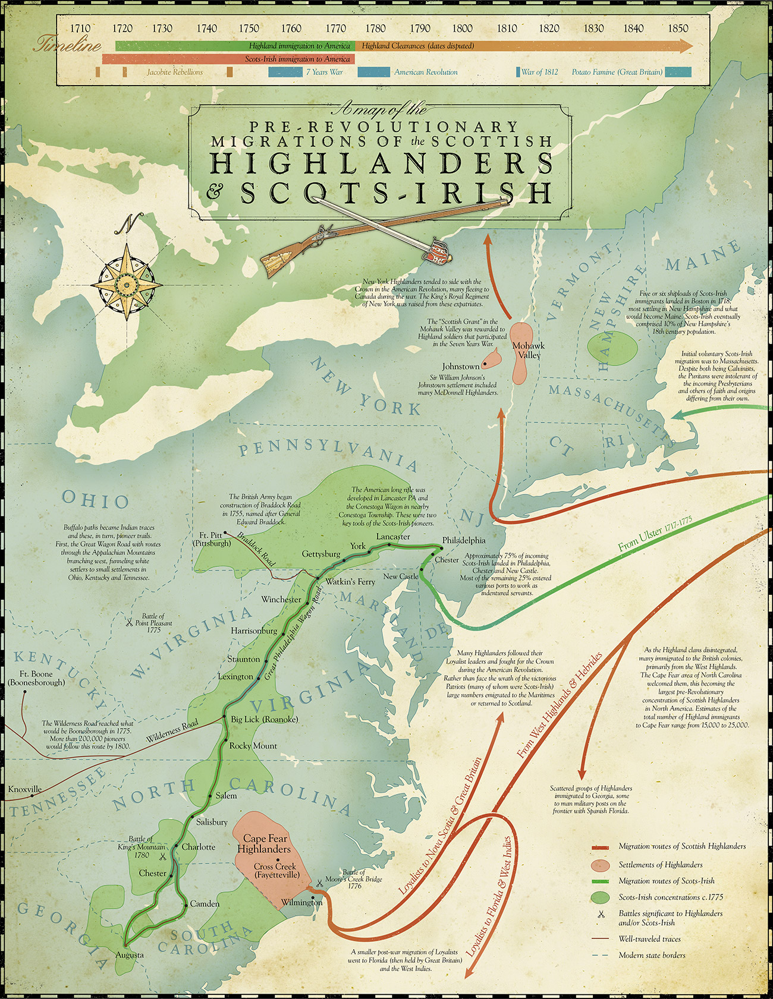 1710 1720 1730 1740 1750 1760 1770 1780 1790 1800 1810 1820 1830 1840 1850
Timeline
Highland immigration to America
Highland Clearances (dates disputed)
Scots-Irish immigration to America
Jacobite Rebellions
7 Years War
American Revolution
War of 1812
Potato Famine (Great Britain)
A map of the
PRE-REVOLUTIONARY
MIGRATIONS OF the SCOTTISH
HIGHLANDERS
& SCOTS-IRISH
N
MAINE
VERMONT
NEW
HAMPSHIRE
New York Highlanders tended to side with the
Crown in the American Revolution, many fleeing to
Canada during the war. The King's Royal Regiment
of New York was raised from these expatriates.
Five or six shiploads of Scots-Irish
immigrants landed in Boston in 1718,
most settling in New Hampshire and what
would become Maine. Scots-Irish eventually
comprised 10% of New Hampshire's
18th century population.
The "Scottish Grant" in the
Mohawk Valley was rewarded to
Highland soldiers that participated
in the Seven Years War.
Mohawk
Valley
Johnstown
Sir William Johnson's
Johnstown settlement included
many McDonnell Highlanders.
Initial voluntary Scots-Irish
migration was to Massachusetts.
Despite both being Calvinists,
the Puritans were intolerant of
the incoming Presbyterians
and others of faith and origins
differing from their own.
NEW YORK
MASSACHUSETTS
CT
RI
PENNSYLVANIA
OHIO
NJ
The British Army began
construction of Braddock Road
in 1755, named after General
Edward Braddock.
The American long rifle was
developed in Lancaster PA and
the Conestoga Wagon in nearby
Conestoga Township. These were two
key tools of the Scots-Irish pioneers.
Buffalo paths became Indian traces
and these, in turn, pioneer trails.
First, the Great Wagon Road with routes
through the Appalachian Mountains
branching west, funneling white
settlers to small settlements in
Ohio, Kentucky and Tennessee.
Ft. Pitt
(Pittsburgh)
Braddock Road
Lancaster
York
Gettysburg
Philadelphia
Chester
New Castle
Watkin's Ferry
From Ulster 1717-1775
Approximately 75% of incoming
Scots-Irish landed in Philadelphia,
Chester and New Castle.
Most of the remaining 25% entered
various ports to work as
indentured servants.
Winchester
MARYLAND
DE
Battle of
Point Pleasant
1775
W. VIRGINIA
Harrisonburg
Great Philadelphia Wagon Road
Staunton
Lexington
VIRGINIA
KENTUCKY
Ft. Boone
(Boonesborough)
Many Highlanders followed their
Loyalist leaders and fought for the Crown
during the American Revolution.
Rather than face the wrath of the victorious
Patriots (many of whom were Scots-Irish)
large numbers emigrated to the Maritimes
or returned to Scotland.
As the Highland clans disintegrated,
many immigrated to the British colonies,
primarily from the West Highlands.
The Cape Fear area of North Carolina
welcomed them, this becoming the
largest pre-Revolutionary
concentration of Scottish Highlanders
in North America. Estimates of the
total number of Highland immigrants
to Cape Fear range from 15,000 to 25,000.
From West Highlands & Hebrides
The Wilderness Road reached what
would be Boonesborough in 1775.
More than 200,000 pioneers
would follow this route by 1800.
Wilderness Road
Big Lick (Roanoke)
Rocky Mount
Knoxville
TENNESSEE
NORTH CAROLINA
Salem
Salisbury
Loyalists to Nova Scotia & Great Britain
Scattered groups of Highlanders
immigrated to Georgia, some
to man military posts on the
frontier with Spanish Florida.
Battle of
King's Mountain
1780
Charlotte
Cape Fear
Highlanders
Cross Creek
(Fayetteville)
Chester
Battle of
Moore's Creek Bridge
1776
Wilmington
Camden
Loyalists to Florida & West Indies
GEORGIA
SOUTH
CAROLINA
Augusta
A smaller post-war migration of Loyalists
went to Florida (then held by Great Britain)
and the West Indies.
Migration routes of Scottish Highlanders
Settlements of Highlanders
Migration routes of Scots-Irish
Scots-Irish concentrations c.1775
Battles significant to Highlanders
and/or Scots-Irish
Well-traveled traces
Modern state borders